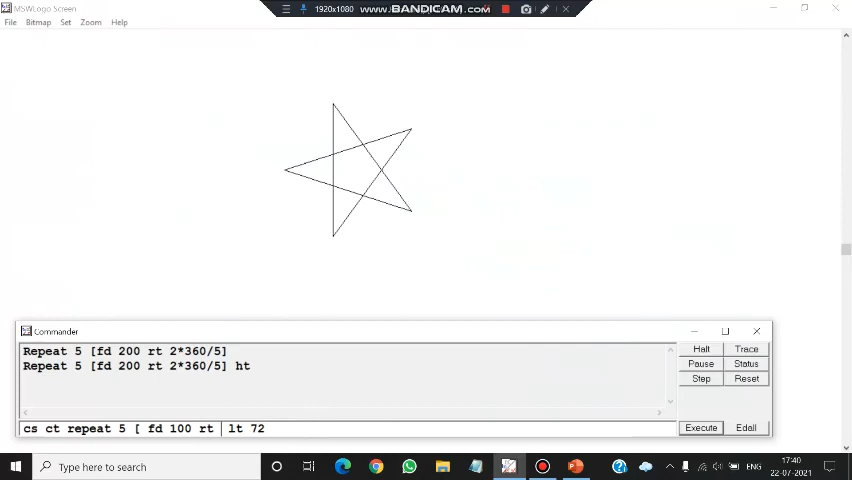 MSWLogo Screen
1920x1080 www.BANDICAM.com
File Bitmap Set Zoom Help
Commander
Repeat 5 [fd 200 rt 2*360/5]
Repeat 5 [fd 200 rt 2*360/5] ht
Halt Trace
Pause Status
Step Reset
cs ct repeat 5 [ fd 100 rt lt 72
Execute Edall
Type here to search
ENG
17:40
22-07-2021